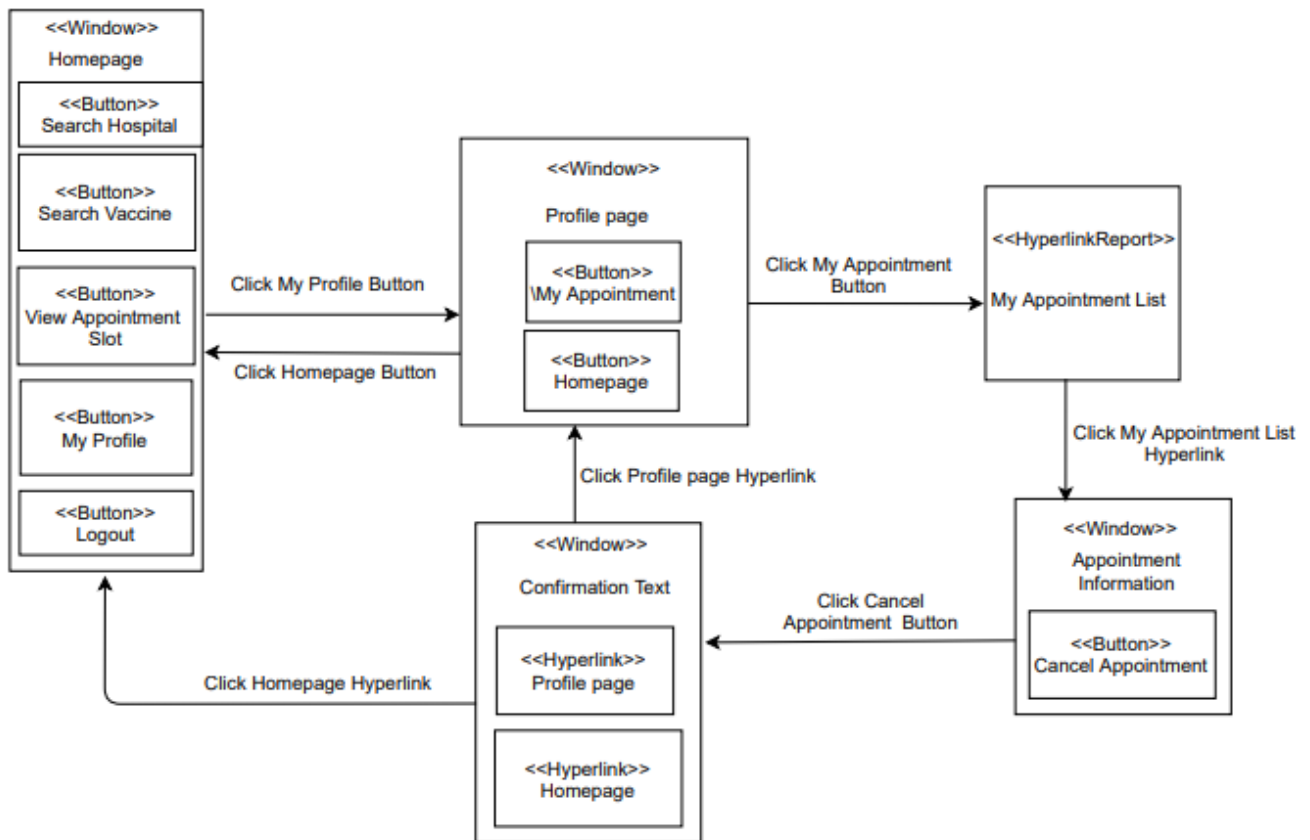 <<Window>>
Homepage
<<Button>>
Search Hospital
<<Button>>
Search Vaccine
<<Button>>
View Appointment
Slot
<<Button>>
My Profile
<<Button>>
Logout
Click My Profile Button
Click Homepage Button
<<Window>>
Profile page
<<Button>>
\My Appointment
<<Button>>
Homepage
Click My Appointment
Button
<<HyperlinkReport>>
My Appointment List
Click My Appointment List
Hyperlink
<<Window>>
Appointment
Information
<<Button>>
Cancel Appointment
Click Cancel
Appointment Button
Click Profile page Hyperlink
<<Window>>
Confirmation Text
<<Hyperlink>>
Profile page
<<Hyperlink>>
Homepage
Click Homepage Hyperlink